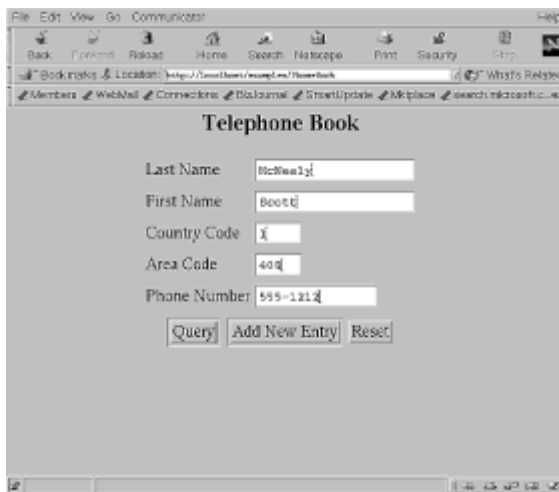 File Edit View Go Communicator Help
Back Forward Reload Home Search Netscape Print Security Stop
Bookmarks Location: What's Related
Members WebMail Connections BizJournal SmartUpdate Mktplace search.microsoft.c...
Telephone Book
Last Name McNealy
First Name Scott
Country Code 1
Area Code 408
Phone Number 555-1212
Query Add New Entry Reset